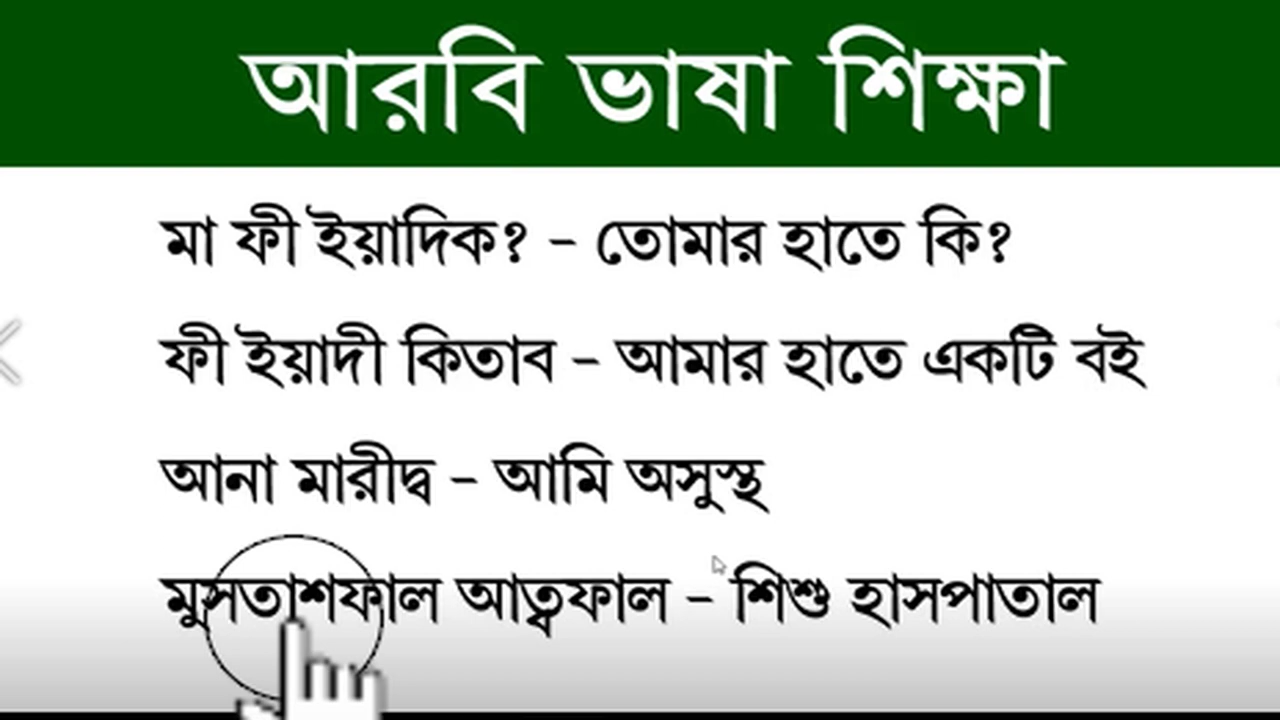 আরবি ভাষা শিক্ষা
মা ফী ইয়াদিক? – তোমার হাতে কি?
ফী ইয়াদী কিতাব – আমার হাতে একটি বই
আনা মারীদ্ব – আমি অসুস্থ
মুসতাশফাল আত্বফাল – শিশু হাসপাতাল